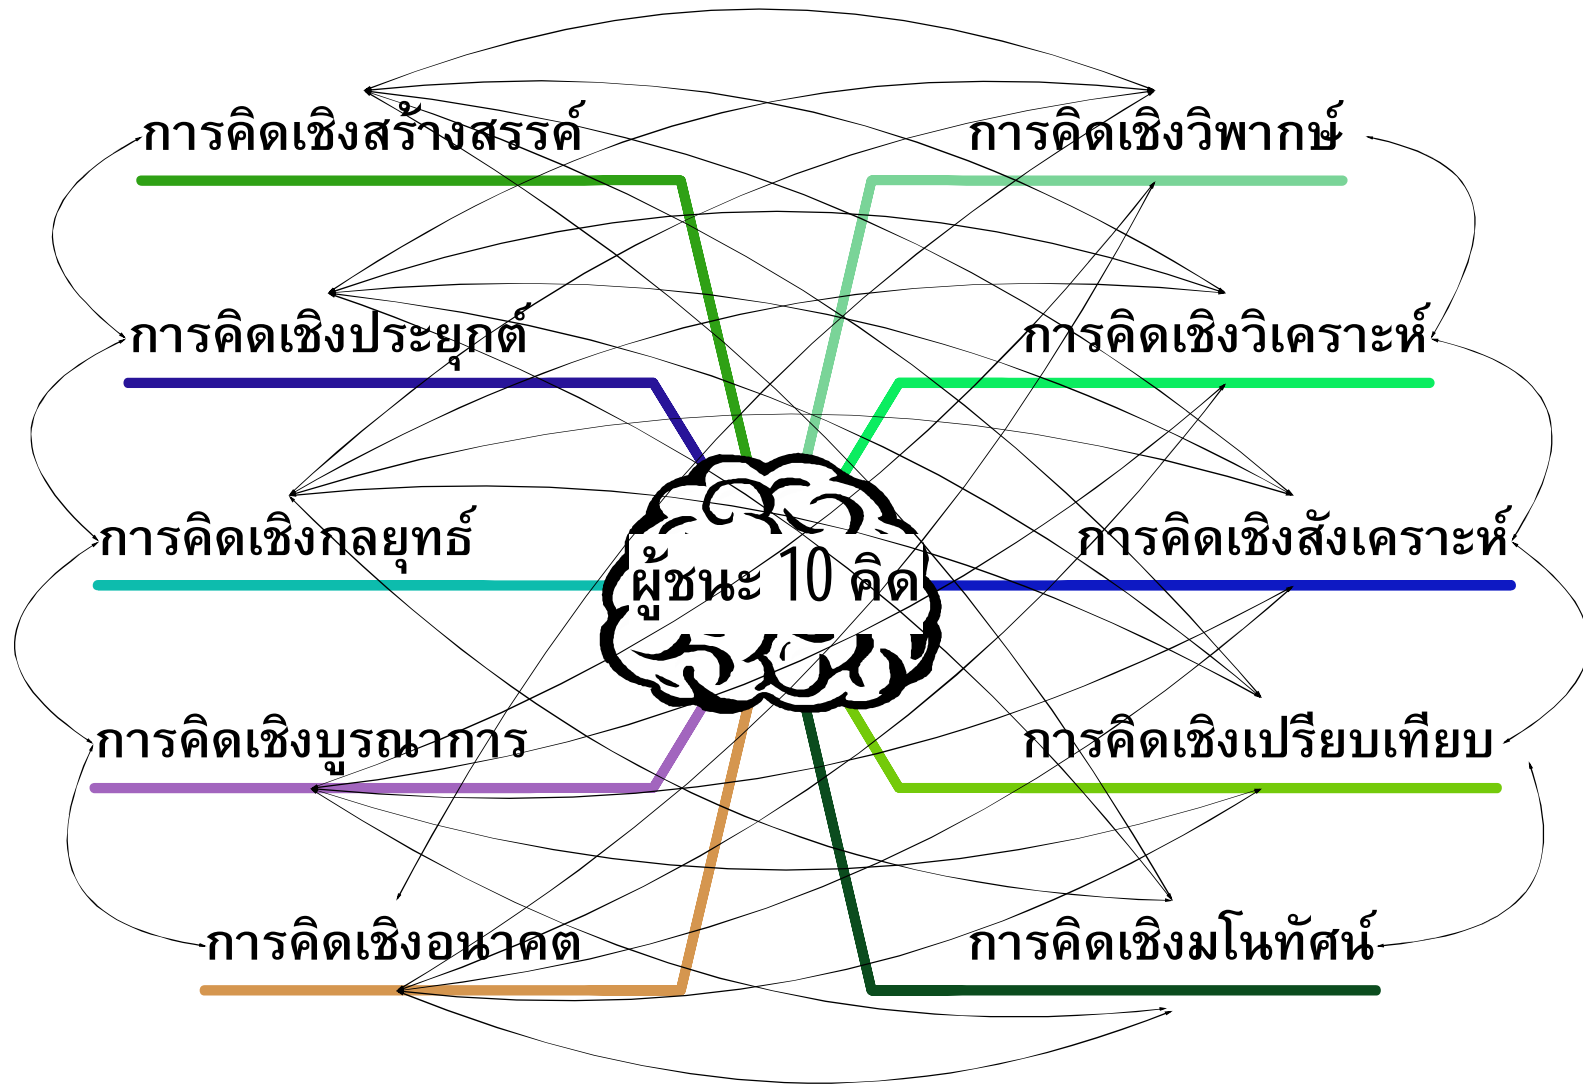 การคิดเชิงสร้างสรรค์
การคิดเชิงวิพากษ์
การคิดเชิงประยุกต์
การคิดเชิงวิเคราะห์
การคิดเชิงกลยุทธ์
การคิดเชิงสังเคราะห์
ผู้ชนะ 10 คิด
การคิดเชิงบูรณาการ
การคิดเชิงเปรียบเทียบ
การคิดเชิงอนาคต
การคิดเชิงมโนทัศน์